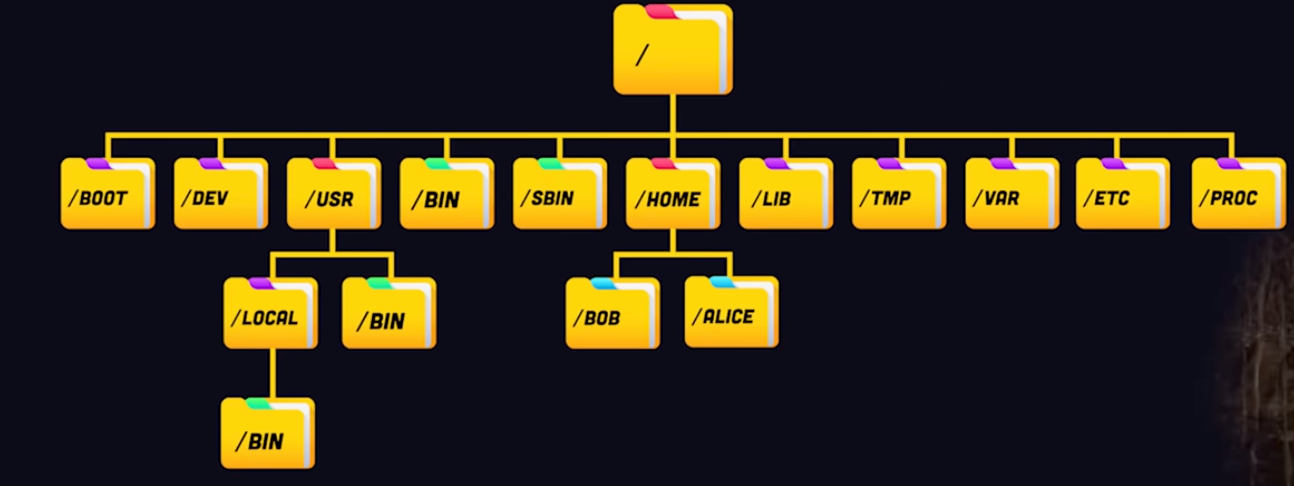 /
/BOOT
/DEV
/USR
/BIN
/SBIN
/HOME
/LIB
/TMP
/VAR
/ETC
/PROC
/LOCAL
/BIN
/BOB
/ALICE
/BIN